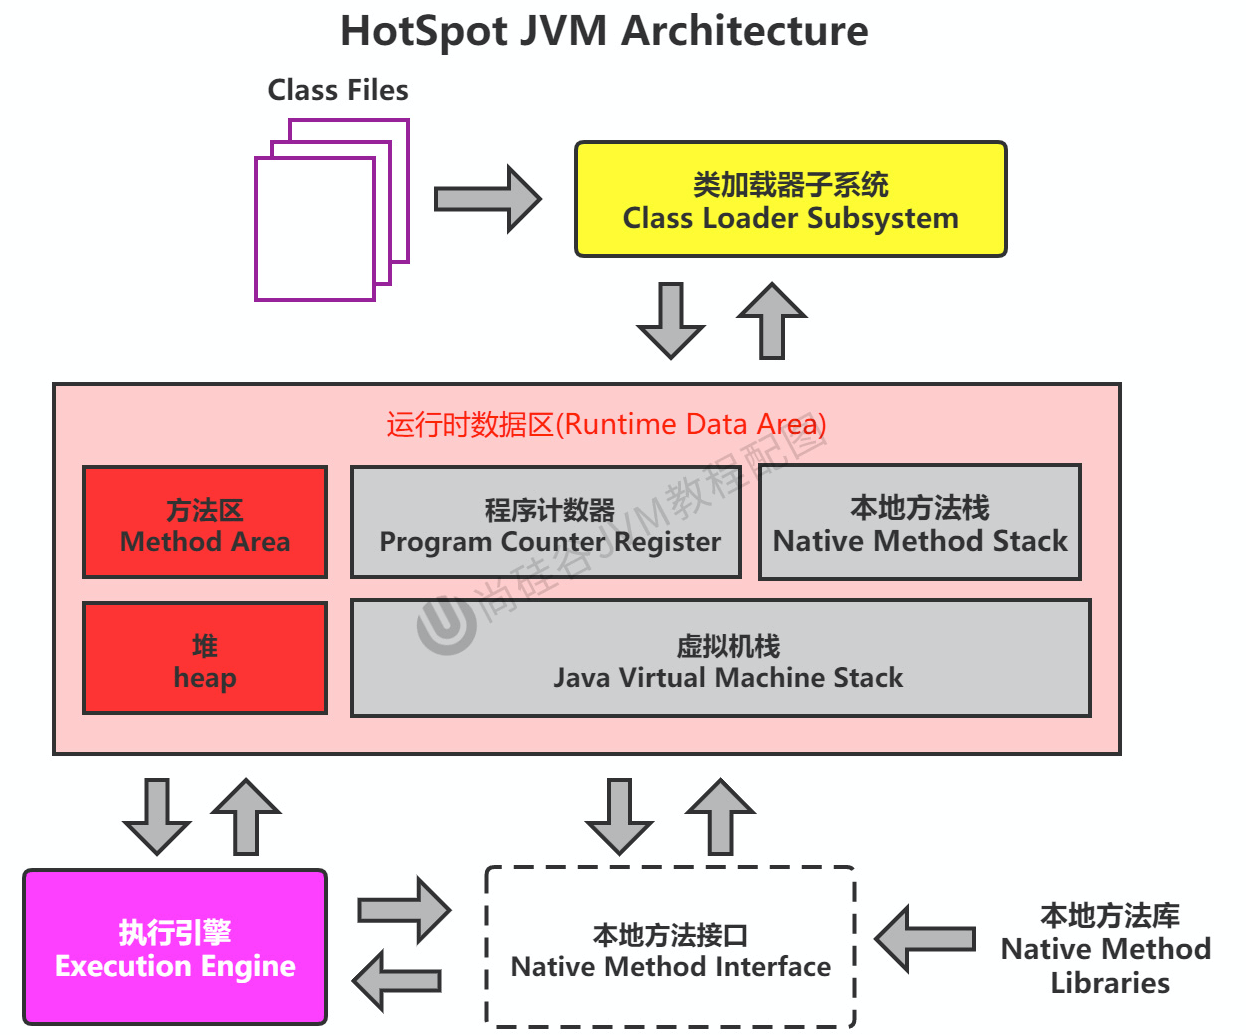 HotSpot JVM Architecture
Class Files
类加载器子系统
Class Loader Subsystem
运行时数据区(Runtime Data Area)
方法区
Method Area
程序计数器
Program Counter Register
本地方法栈
Native Method Stack
堆
heap
虚拟机栈
Java Virtual Machine Stack
尚硅谷JVM教程配图
执行引擎
Execution Engine
本地方法接口
Native Method Interface
本地方法库
Native Method
Libraries